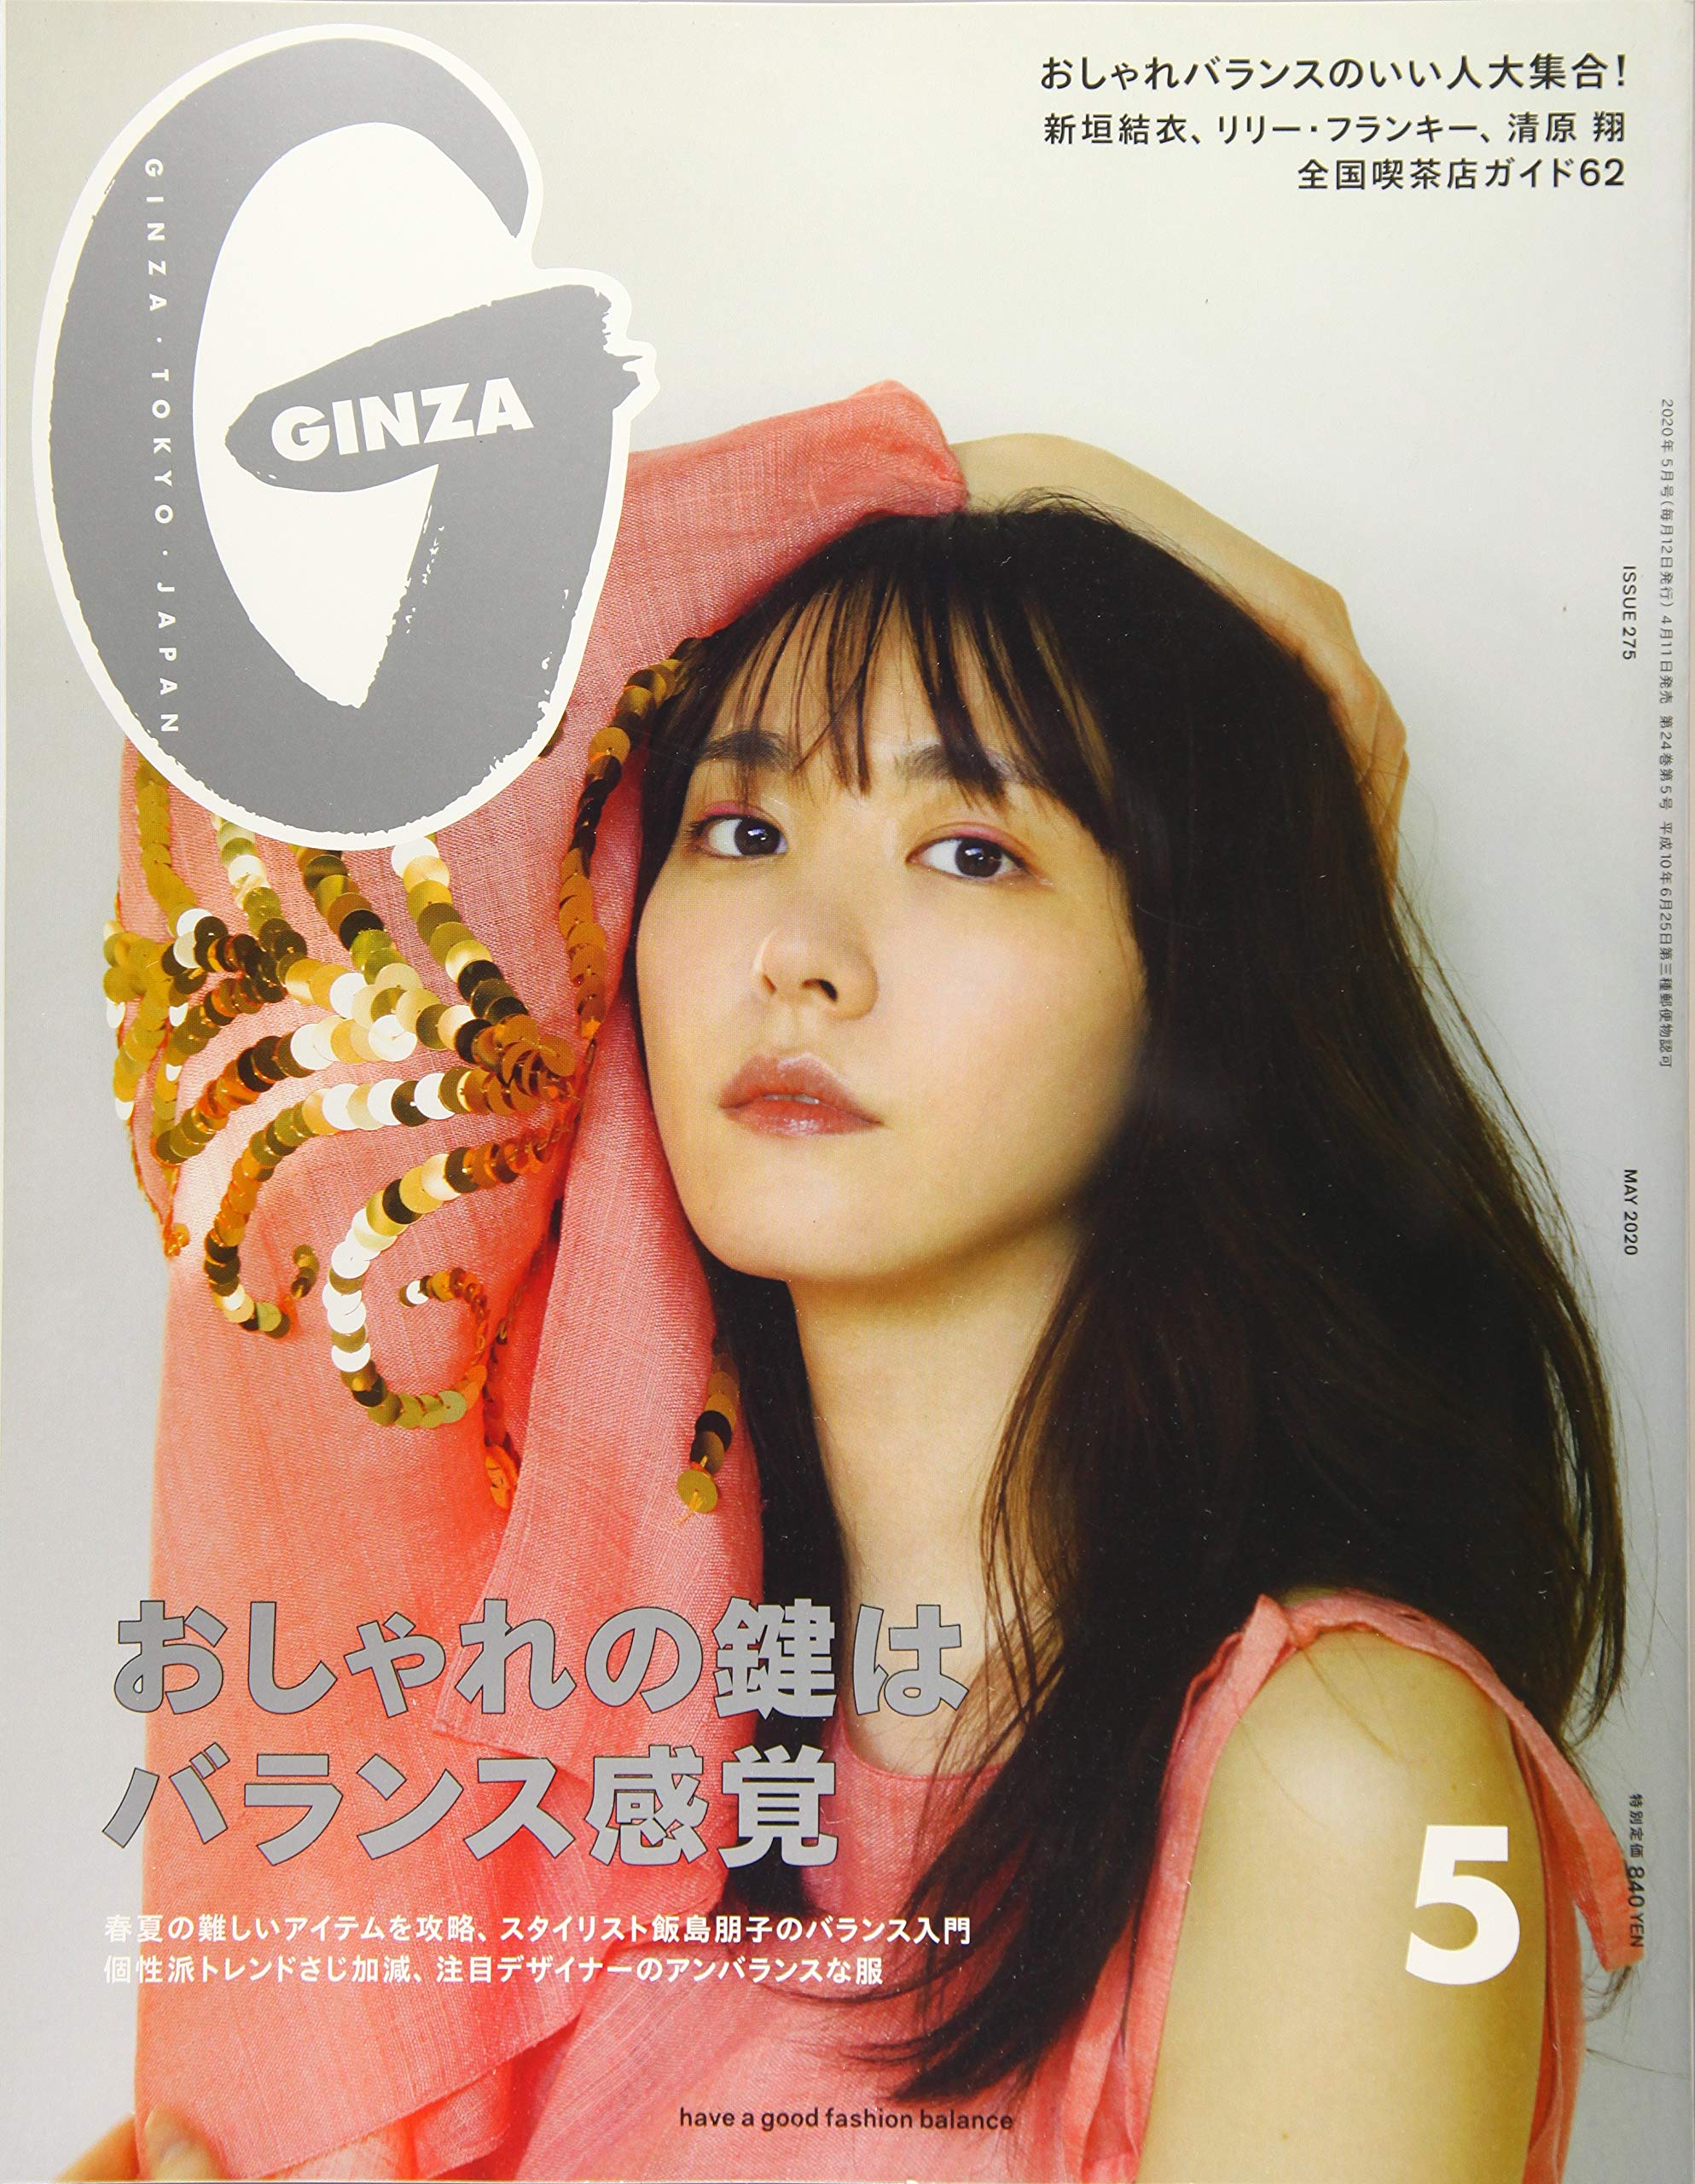 おしゃれバランスのいい人大集合!
新垣結衣、リリー・フランキー、清原 翔
全国喫茶店ガイド62
GINZA・TOKYO・JAPAN
GINZA
2020年5月号(毎月12日発行) 4月11日発売 第24巻第5号 平成10年6月25日第三種郵便物認可
ISSUE 275
MAY 2020
おしゃれの鍵は
バランス感覚
春夏の難しいアイテムを攻略、スタイリスト飯島朋子のバランス入門
個性派トレンドさじ加減、注目デザイナーのアンバランスな服
5
特別定価 840 YEN
have a good fashion balance